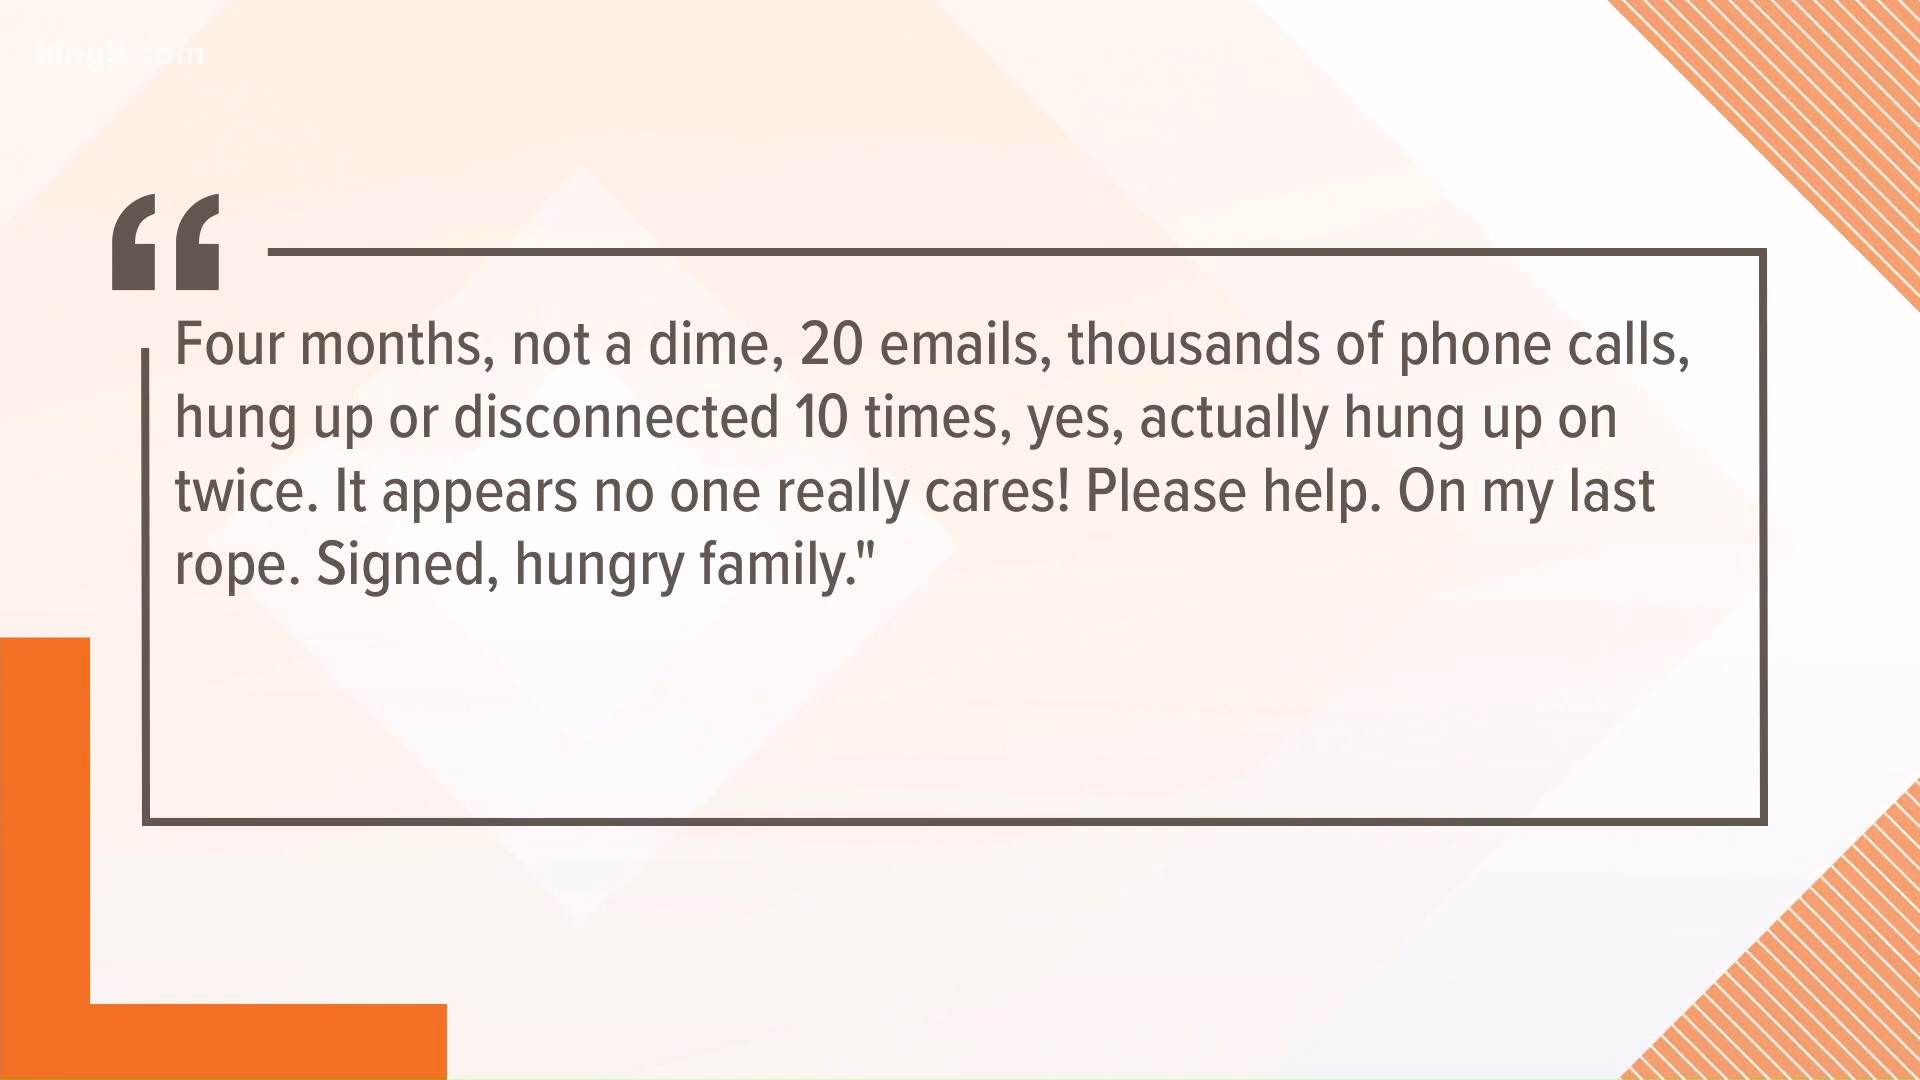 king5.com
“
Four months, not a dime, 20 emails, thousands of phone calls,
hung up or disconnected 10 times, yes, actually hung up on
twice. It appears no one really cares! Please help. On my last
rope. Signed, hungry family."